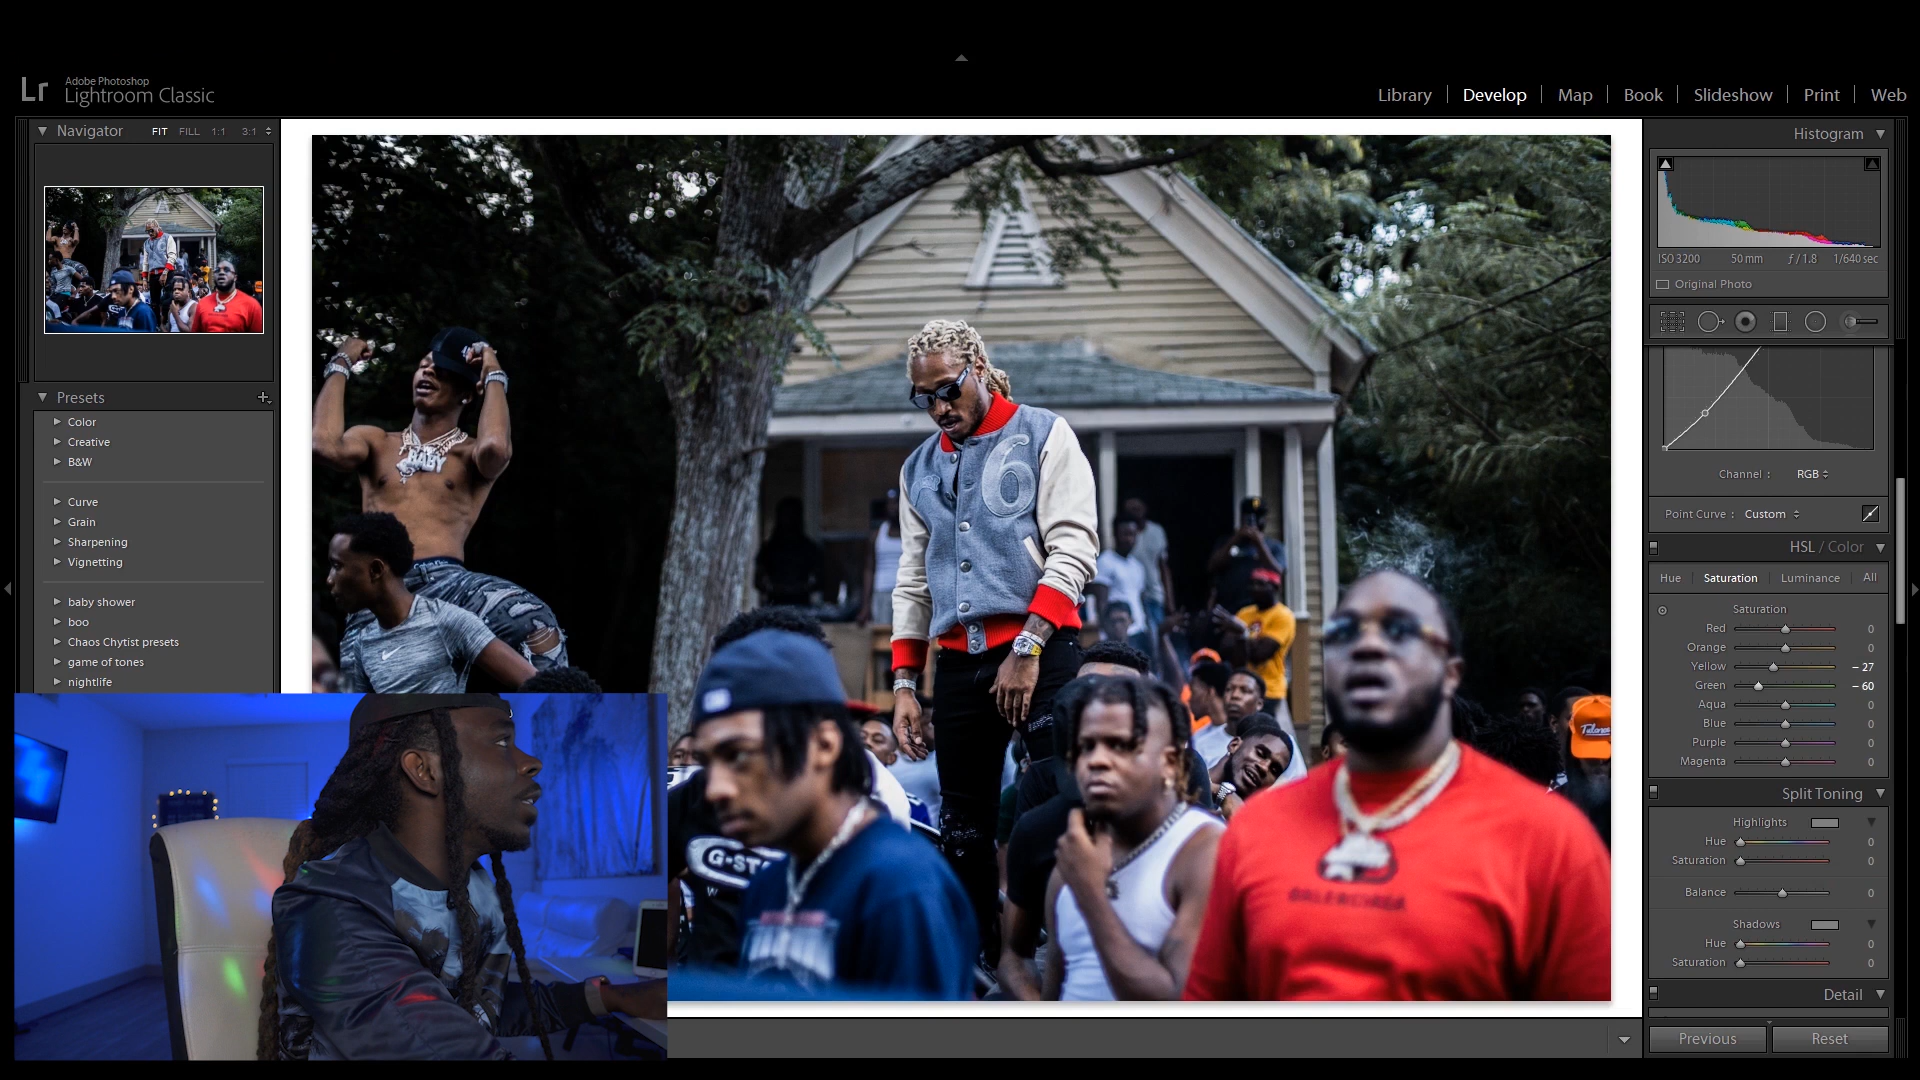 Lr
Adobe Photoshop
Lightroom Classic
Library
Develop
Map
Book
Slideshow
Print
Web
Navigator
FIT
FILL
1:1
3:1
Histogram
ISO 3200
50 mm
ƒ / 1.8
1/640 sec
Original Photo
Presets
Color
Creative
B&W
Curve
Grain
Sharpening
Vignetting
baby shower
boo
Chaos Chytist presets
game of tones
nightlife
Channel :
RGB
Point Curve :
Custom
HSL / Color
Hue
Saturation
Luminance
All
Saturation
Red 0
Orange 0
Yellow – 27
Green – 60
Aqua 0
Blue 0
Purple 0
Magenta 0
Split Toning
Highlights
Hue 0
Saturation 0
Balance 0
Shadows
Hue 0
Saturation 0
Detail
Previous
Reset
BABY
6
G-STA